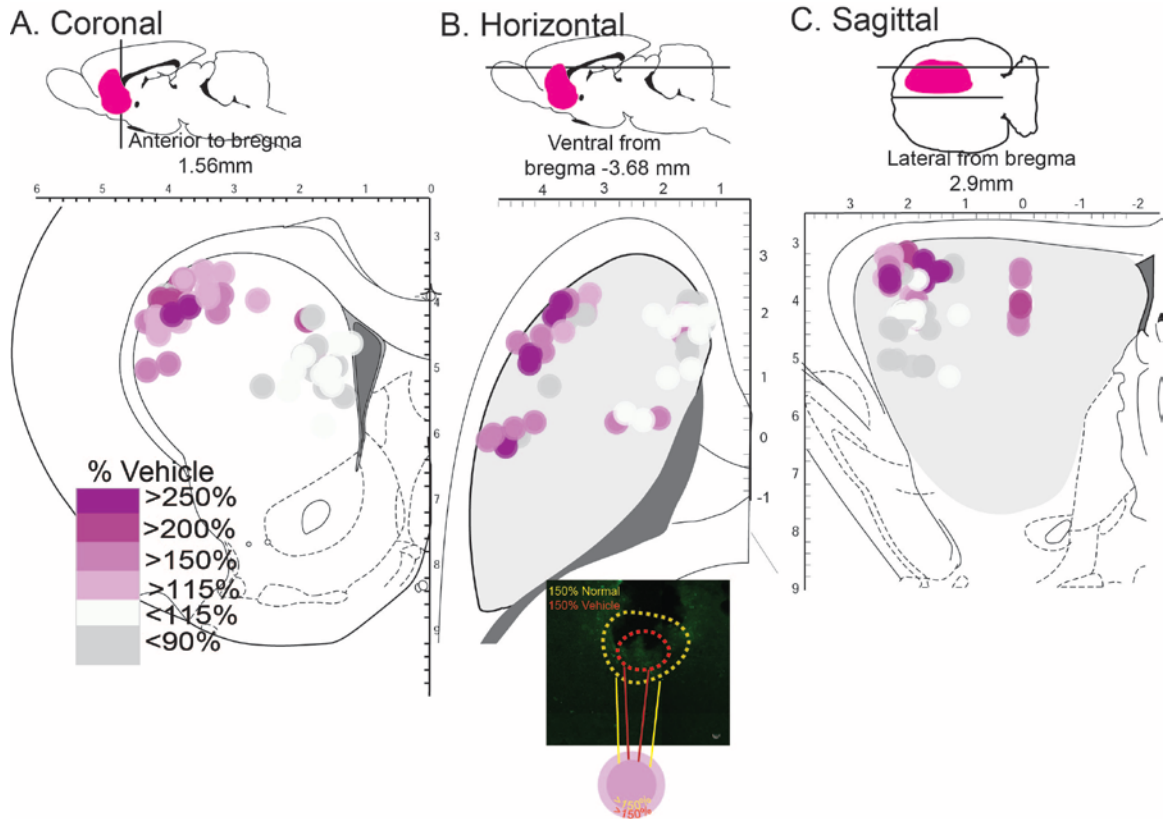 A. Coronal
B. Horizontal
C. Sagittal
Anterior to bregma
1.56mm
Ventral from
bregma -3.68 mm
Lateral from bregma
2.9mm
6 5 4 3 2 1 0
3
4
5
6
7
8
9
4 3 2 1
3
2
1
0
-1
3 2 1 0 -1 -2
3
4
5
6
7
8
9
% Vehicle
>250%
>200%
>150%
>115%
<115%
<90%
150% Normal
150% Vehicle
>150%
>150%